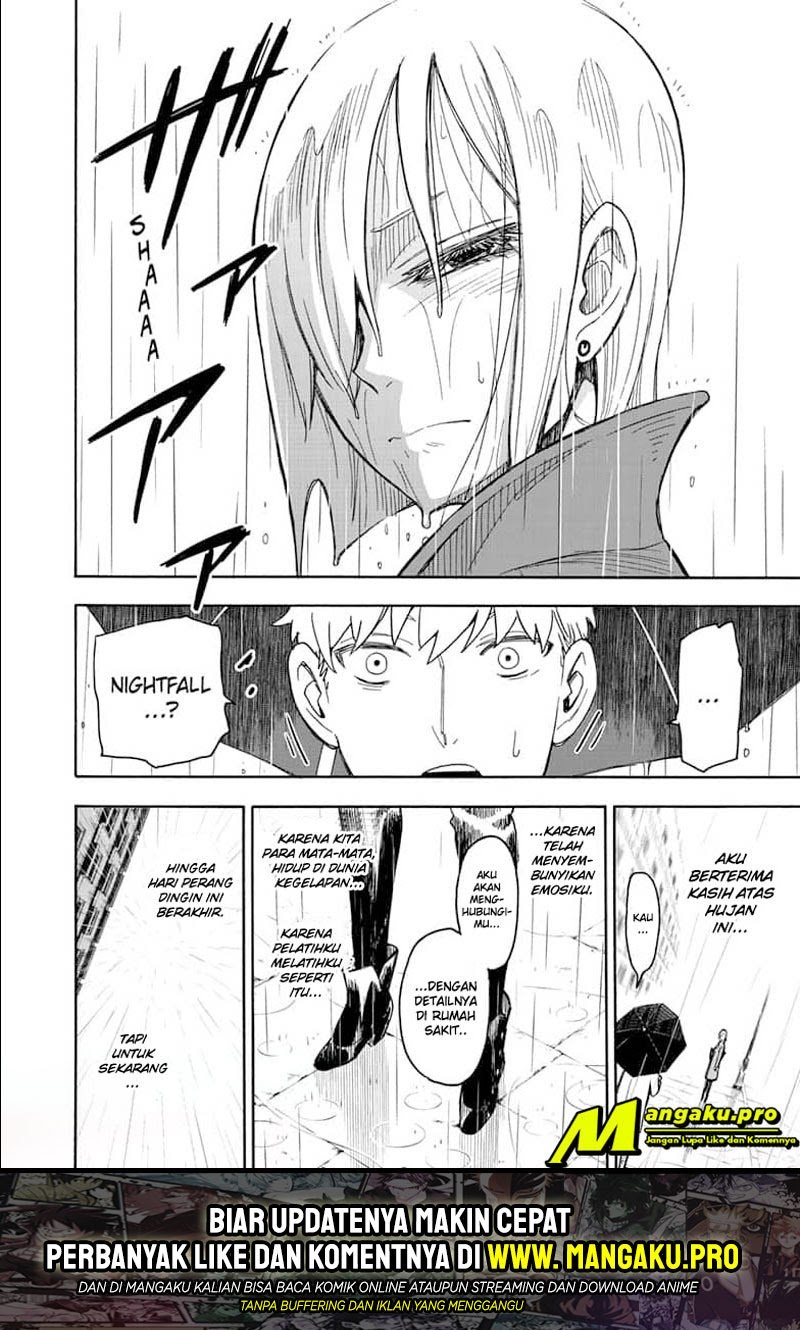 ザアアア
SHAAAA
...
NIGHTFALL
...?
AKU
BERTERIMA
KASIH ATAS
HUJAN
INI...
KAU
...KARENA
TELAH
MENYEM-
BUNYIKAN
EMOSIKU.
AKU
AKAN
MENG-
HUBUNGI-
MU...
...DENGAN
DETAILNYA
DI RUMAH
SAKIT..
KARENA KITA
PARA MATA-MATA,
HIDUP DI DUNIA
KEGELAPAN...
KARENA
PELATIHKU
MELATIHKU
SEPERTI
ITU...
HINGGA
HARI PERANG
DINGIN INI
BERAKHIR.
TAPI
UNTUK
SEKARANG
...
Mangaku.pro
Jangan Lupa Like dan Komennya
BIAR UPDATENYA MAKIN CEPAT
PERBANYAK LIKE DAN KOMENTNYA DI WWW. MANGAKU.PRO
DAN DI MANGAKU KALIAN BISA BACA KOMIK ONLINE ATAUPUN STREAMING DAN DOWNLOAD ANIME
TANPA BUFFERING DAN IKLAN YANG MENGGANGU